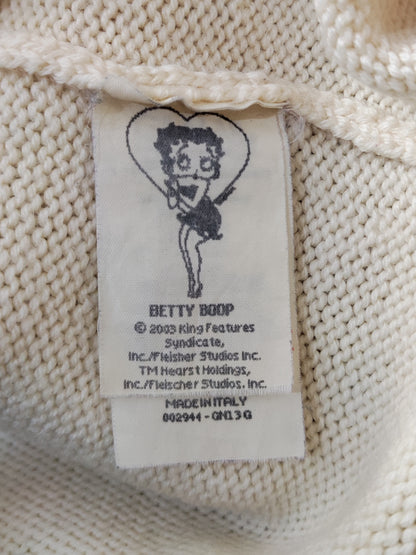 BETTY BOOP
© 2003 King Features
Syndicate,
Inc./Fleisher Studios Inc.
TM Hearst Holdings,
Inc./Fleischer Studios, Inc.
MADE IN ITALY
002944 - GN13 G